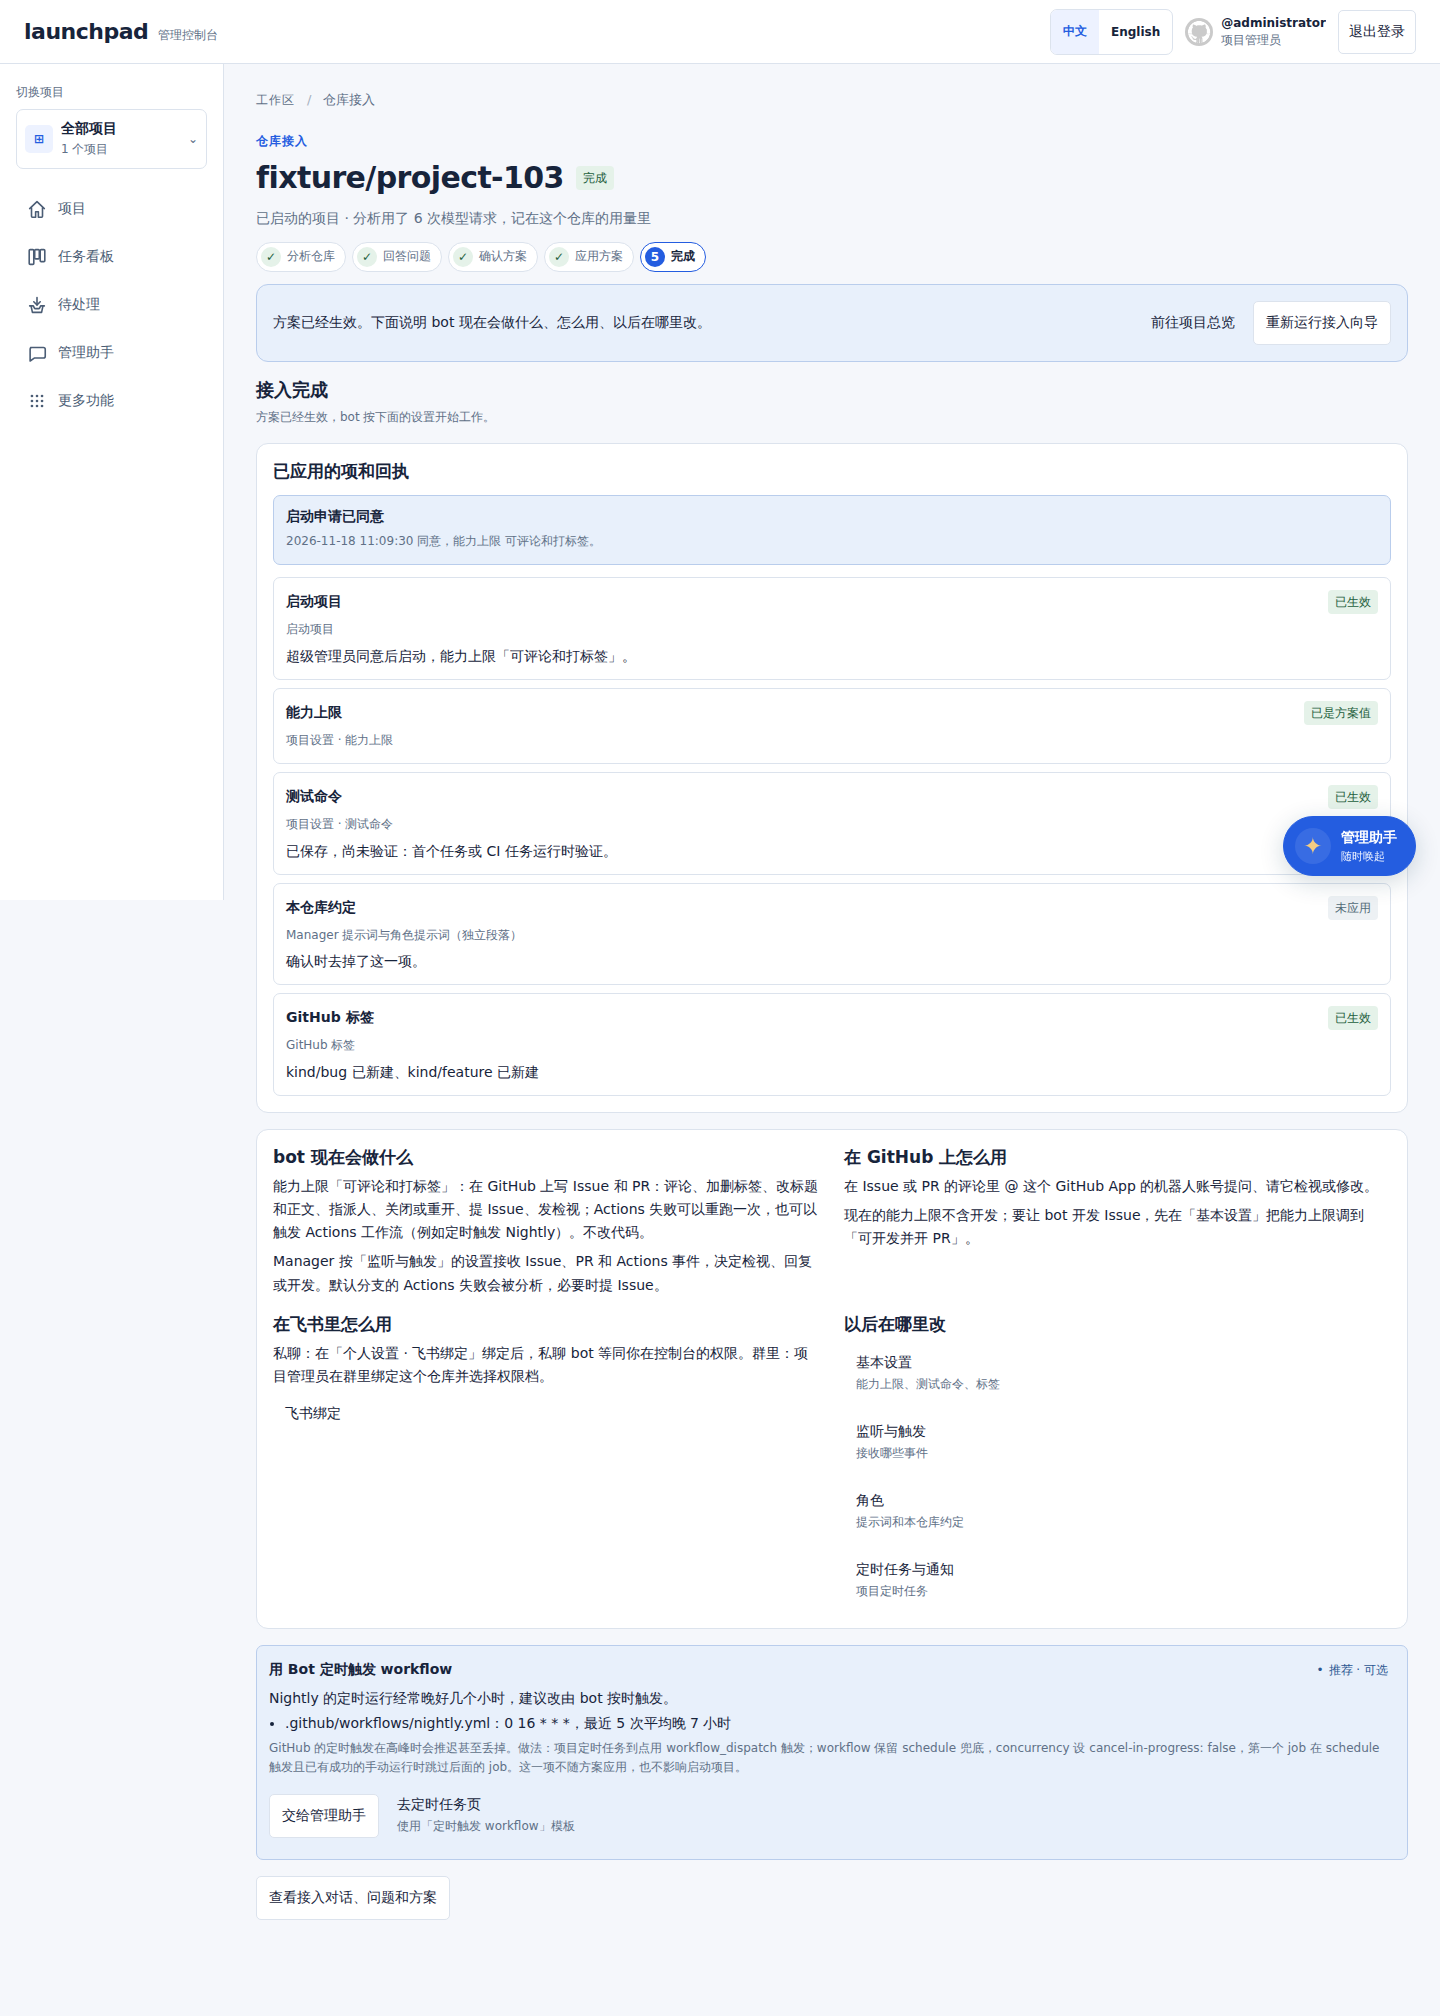 launchpad 管理控制台
中文 English
@administrator
项目管理员
退出登录
切换项目
全部项目
1 个项目
项目
任务看板
待处理
管理助手
更多功能
工作区 / 仓库接入
仓库接入
fixture/project-103 完成
已启动的项目 · 分析用了 6 次模型请求，记在这个仓库的用量里
✓ 分析仓库 ✓ 回答问题 ✓ 确认方案 ✓ 应用方案 5 完成
方案已经生效。下面说明 bot 现在会做什么、怎么用、以后在哪里改。
前往项目总览 重新运行接入向导
接入完成
方案已经生效，bot 按下面的设置开始工作。
已应用的项和回执
启动申请已同意
2026-11-18 11:09:30 同意，能力上限 可评论和打标签。
启动项目 已生效
启动项目
超级管理员同意后启动，能力上限「可评论和打标签」。
能力上限 已是方案值
项目设置 · 能力上限
测试命令 已生效
项目设置 · 测试命令
已保存，尚未验证：首个任务或 CI 任务运行时验证。
管理助手
随时唤起
本仓库约定 未应用
Manager 提示词与角色提示词（独立段落）
确认时去掉了这一项。
GitHub 标签 已生效
GitHub 标签
kind/bug 已新建、kind/feature 已新建
bot 现在会做什么
能力上限「可评论和打标签」：在 GitHub 上写 Issue 和 PR：评论、加删标签、改标题
和正文、指派人、关闭或重开、提 Issue、发检视；Actions 失败可以重跑一次，也可以
触发 Actions 工作流（例如定时触发 Nightly）。不改代码。
Manager 按「监听与触发」的设置接收 Issue、PR 和 Actions 事件，决定检视、回复
或开发。默认分支的 Actions 失败会被分析，必要时提 Issue。
在 GitHub 上怎么用
在 Issue 或 PR 的评论里 @ 这个 GitHub App 的机器人账号提问、请它检视或修改。
现在的能力上限不含开发；要让 bot 开发 Issue，先在「基本设置」把能力上限调到
「可开发并开 PR」。
在飞书里怎么用
私聊：在「个人设置 · 飞书绑定」绑定后，私聊 bot 等同你在控制台的权限。群里：项
目管理员在群里绑定这个仓库并选择权限档。
飞书绑定
以后在哪里改
基本设置
能力上限、测试命令、标签
监听与触发
接收哪些事件
角色
提示词和本仓库约定
定时任务与通知
项目定时任务
用 Bot 定时触发 workflow • 推荐 · 可选
Nightly 的定时运行经常晚好几个小时，建议改由 bot 按时触发。
• .github/workflows/nightly.yml：0 16 * * *，最近 5 次平均晚 7 小时
GitHub 的定时触发在高峰时会推迟甚至丢掉。做法：项目定时任务到点用 workflow_dispatch 触发；workflow 保留 schedule 兜底，concurrency 设 cancel-in-progress: false，第一个 job 在 schedule
触发且已有成功的手动运行时跳过后面的 job。这一项不随方案应用，也不影响启动项目。
交给管理助手
去定时任务页
使用「定时触发 workflow」模板
查看接入对话、问题和方案